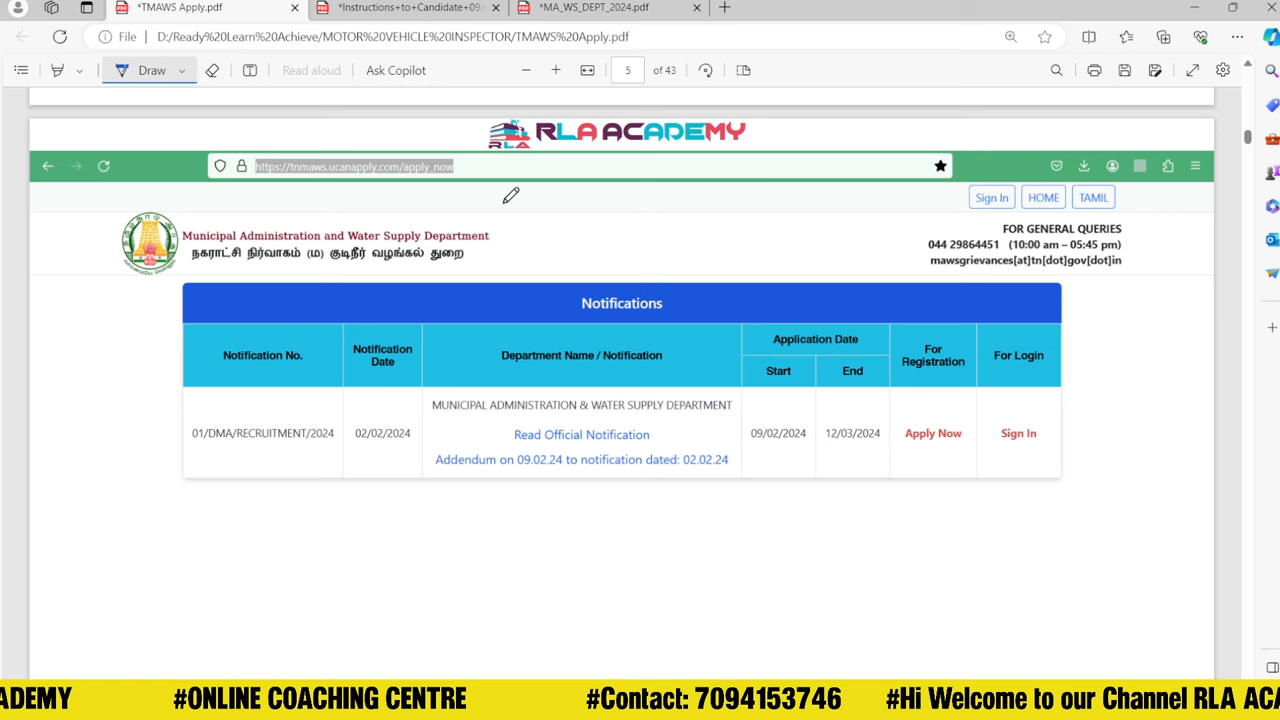 *TMAWS Apply.pdf
*Instructions+to+Candidate+09.
*MA_WS_DEPT_2024.pdf
File
D:/Ready%20Learn%20Achieve/MOTOR%20VEHICLE%20INSPECTOR/TMAWS%20Apply.pdf
Draw
Read aloud
Ask Copilot
5
of 43
RLA ACADEMY
RLA
https://tnmaws.ucanapply.com/apply_now
Sign In
HOME
TAMIL
Municipal Administration and Water Supply Department
நகராட்சி நிர்வாகம் (ம) குடிநீர் வழங்கல் துறை
FOR GENERAL QUERIES
044 29864451 (10:00 am – 05:45 pm)
mawsgrievances[at]tn[dot]gov[dot]in
Notifications
Notification No.
Notification Date
Department Name / Notification
Application Date
Start
End
For Registration
For Login
01/DMA/RECRUITMENT/2024
02/02/2024
MUNICIPAL ADMINISTRATION & WATER SUPPLY DEPARTMENT
Read Official Notification
Addendum on 09.02.24 to notification dated: 02.02.24
09/02/2024
12/03/2024
Apply Now
Sign In
ADEMY #ONLINE COACHING CENTRE #Contact: 7094153746 #Hi Welcome to our Channel RLA ACA